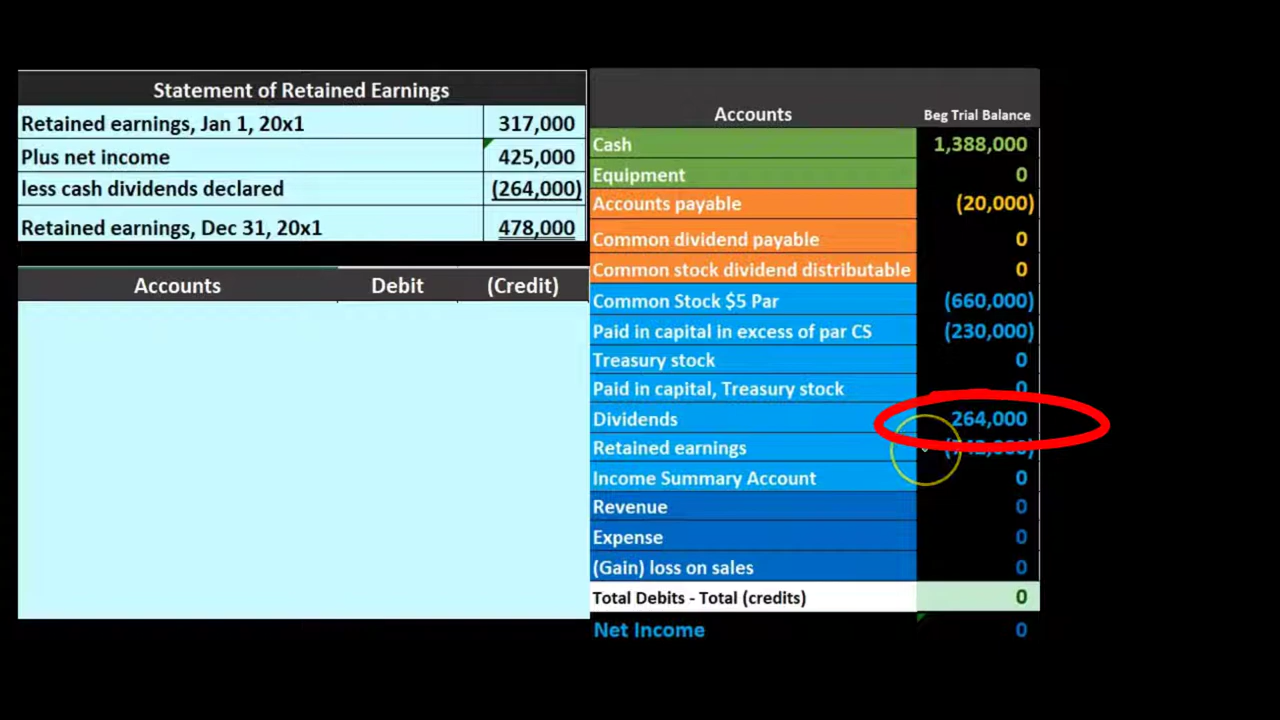 Statement of Retained Earnings
Retained earnings, Jan 1, 20x1 317,000
Plus net income 425,000
less cash dividends declared (264,000)
Retained earnings, Dec 31, 20x1 478,000
Accounts Debit (Credit)
Accounts Beg Trial Balance
Cash 1,388,000
Equipment 0
Accounts payable (20,000)
Common dividend payable 0
Common stock dividend distributable 0
Common Stock $5 Par (660,000)
Paid in capital in excess of par CS (230,000)
Treasury stock 0
Paid in capital, Treasury stock 0
Dividends 264,000
Retained earnings (742,000)
Income Summary Account 0
Revenue 0
Expense 0
(Gain) loss on sales 0
Total Debits - Total (credits) 0
Net Income 0